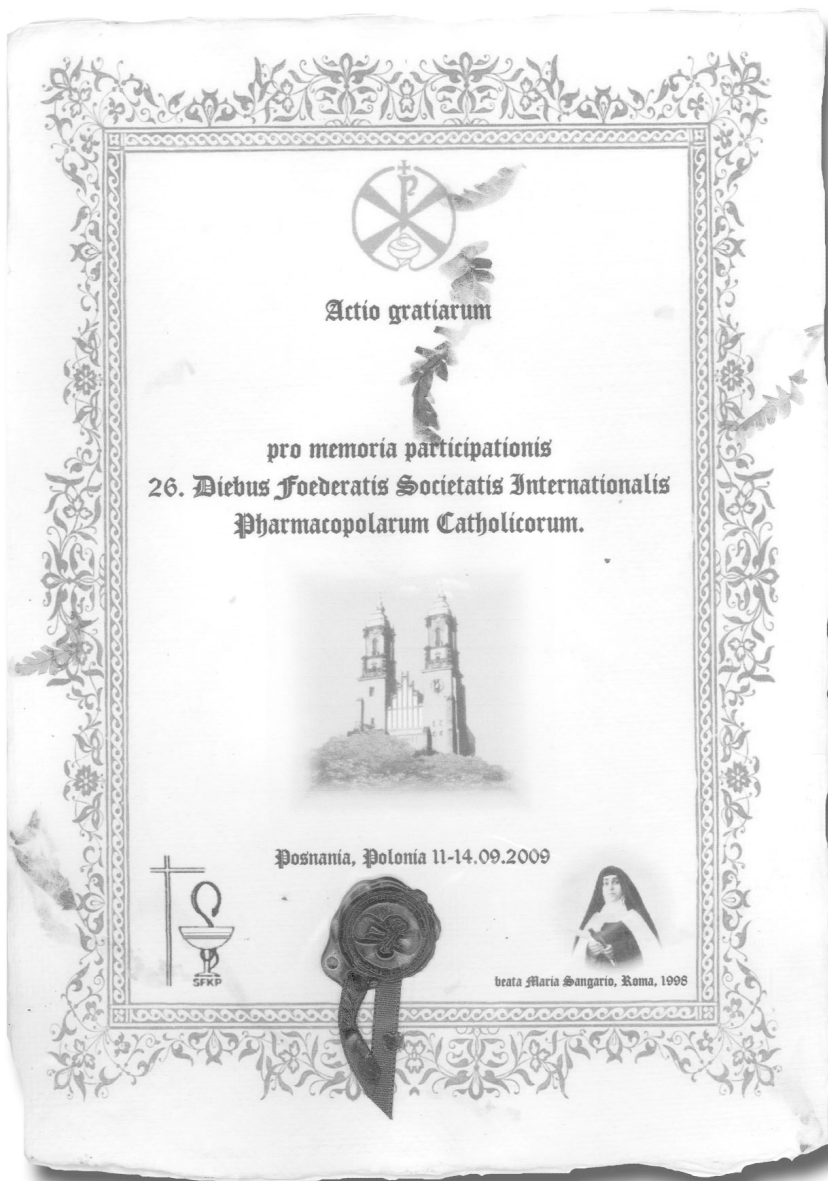 Actio gratiarum
pro memoria participationis
26. Diebus Foederatis Societatis Internationalis
Pharmacopolarum Catholicorum.
Posnania, Polonia 11-14.09.2009
SFKP
beata Maria Sangario, Roma, 1998